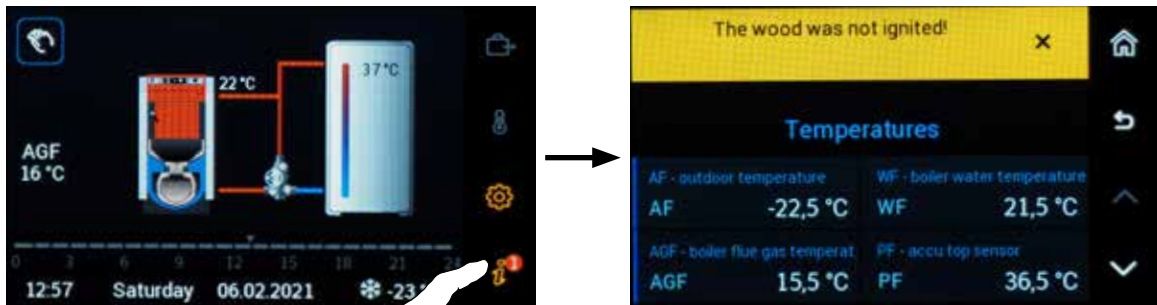 22 °C
37 °C
AGF
16 °C
0 3 6 9 12 15 18 21 24
12:57 Saturday 06.02.2021 -23
i 1
The wood was not ignited! ×
Temperatures
AF - outdoor temperature WF - boiler water temperature
AF -22,5 °C WF 21,5 °C
AGF - boiler flue gas temperat PF - accu top sensor
AGF 15,5 °C PF 36,5 °C